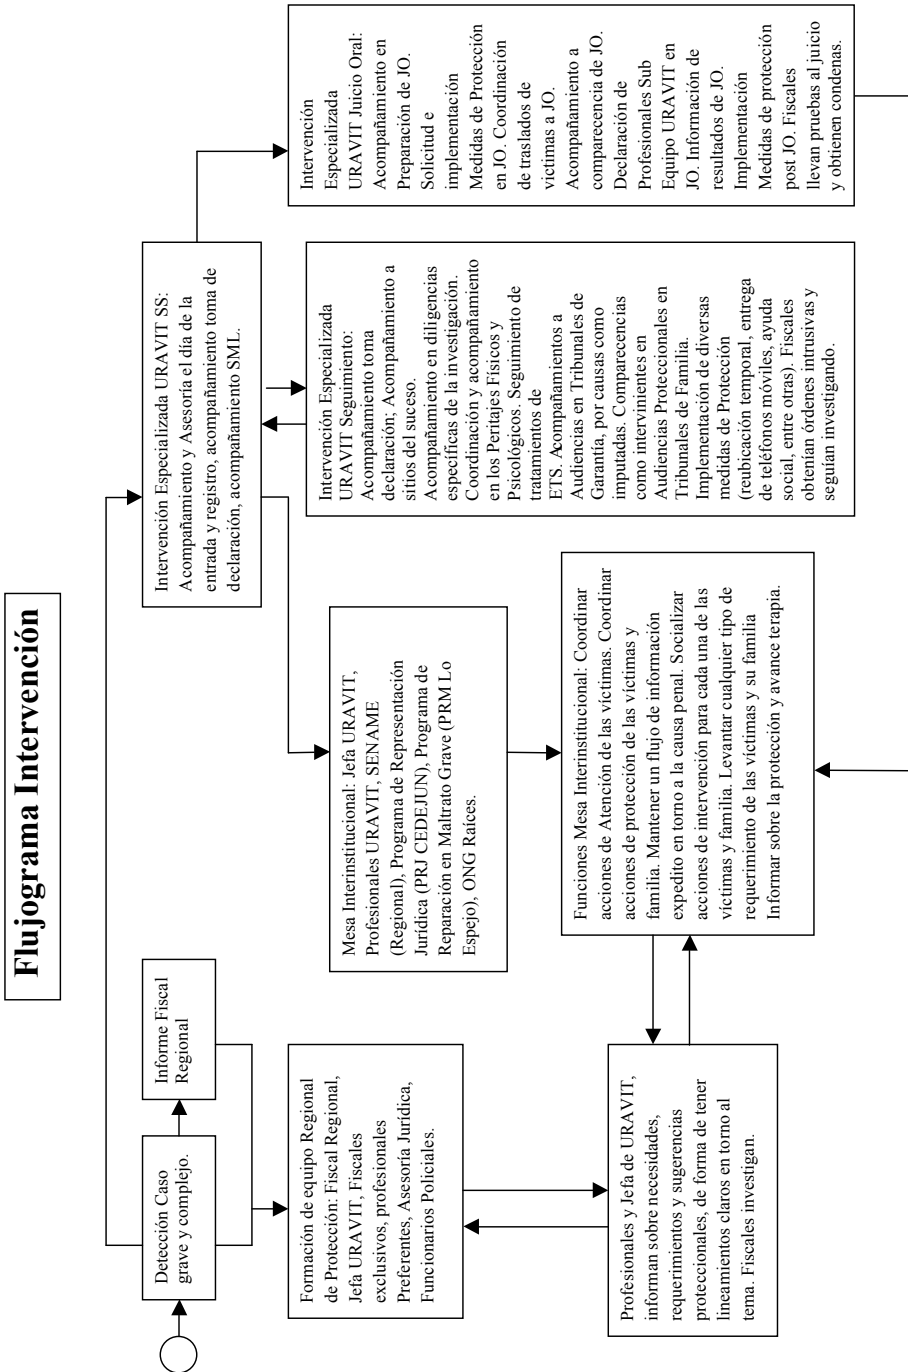 Flujograma Intervención
Detección Caso
grave y complejo.
Informe Fiscal
Regional
Intervención Especializada URAVIT SS:
Acompañamiento y Asesoría el día de la
entrada y registro, acompañamiento toma de
declaración, acompañamiento SML.
Formación de equipo Regional
de Protección: Fiscal Regional,
Jefa URAVIT, Fiscales
exclusivos, profesionales
Preferentes, Asesoría Jurídica,
Funcionarios Policiales.
Mesa Interinstitucional: Jefa URAVIT,
Profesionales URAVIT, SENAME
(Regional), Programa de Representación
Jurídica (PRJ CEDEJUN), Programa de
Reparación en Maltrato Grave (PRM Lo
Espejo), ONG Raíces.
Intervención Especializada
URAVIT Seguimiento:
Acompañamiento toma
declaración; Acompañamiento a
sitios del suceso.
Acompañamiento en diligencias
específicas de la investigación.
Coordinación y acompañamiento
en los Peritajes Físicos y
Psicológicos. Seguimiento de
tratamientos de
ETS. Acompañamientos a
Audiencias en Tribunales de
Garantía, por causas como
imputadas. Comparecencias
como intervinientes en
Audiencias Proteccionales en
Tribunales de Familia.
Implementación de diversas
medidas de Protección
(reubicación temporal, entrega
de teléfonos móviles, ayuda
social, entre otras). Fiscales
obtenían órdenes intrusivas y
seguían investigando.
Intervención
Especializada
URAVIT Juicio Oral:
Acompañamiento en
Preparación de JO.
Solicitud e
implementación
Medidas de Protección
en JO. Coordinación
de traslados de
víctimas a JO.
Acompañamiento a
comparecencia de JO.
Declaración de
Profesionales Sub
Equipo URAVIT en
JO. Información de
resultados de JO.
Implementación
Medidas de protección
post JO. Fiscales
llevan pruebas al juicio
y obtienen condenas.
Profesionales y Jefa de URAVIT,
informan sobre necesidades,
requerimientos y sugerencias
proteccionales, de forma de tener
lineamientos claros en torno al
tema. Fiscales investigan.
Funciones Mesa Interinstitucional: Coordinar
acciones de Atención de las víctimas. Coordinar
acciones de protección de las víctimas y
familia. Mantener un flujo de información
expedito en torno a la causa penal. Socializar
acciones de intervención para cada una de las
víctimas y familia. Levantar cualquier tipo de
requerimiento de las víctimas y su familia
Informar sobre la protección y avance terapia.